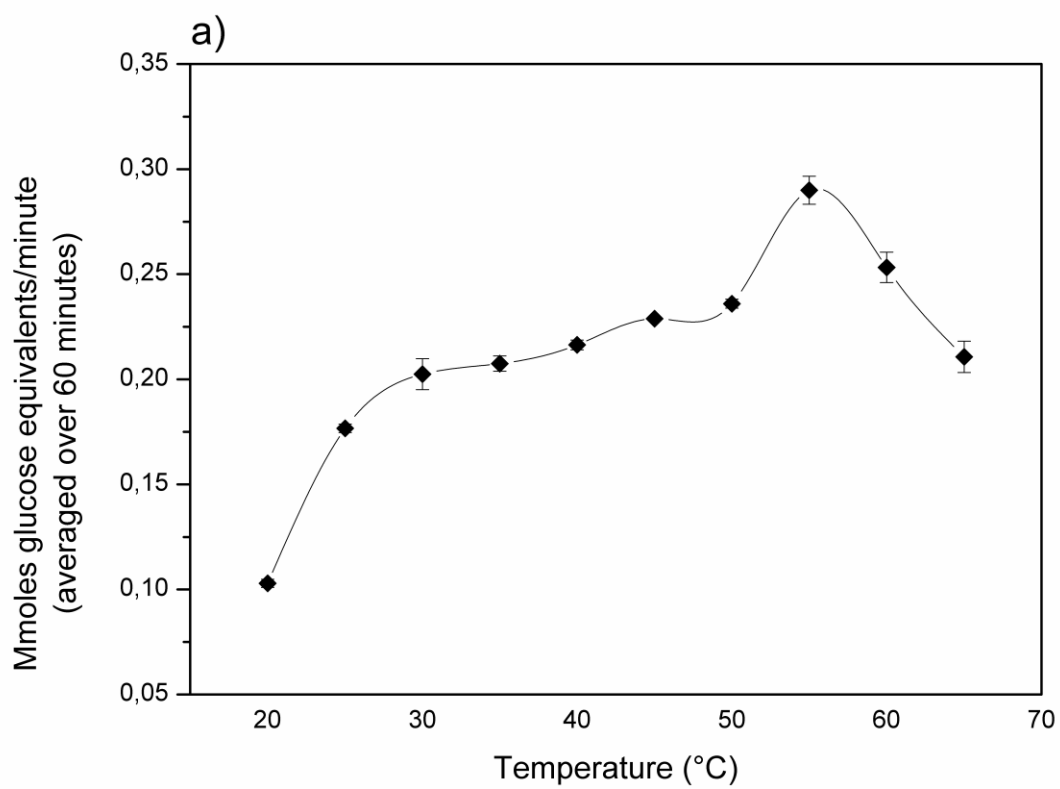 a)
0,35
0,30
0,25
0,20
0,15
0,10
0,05
Mmoles glucose equivalents/minute
(averaged over 60 minutes)
20 30 40 50 60 70
Temperature (°C)